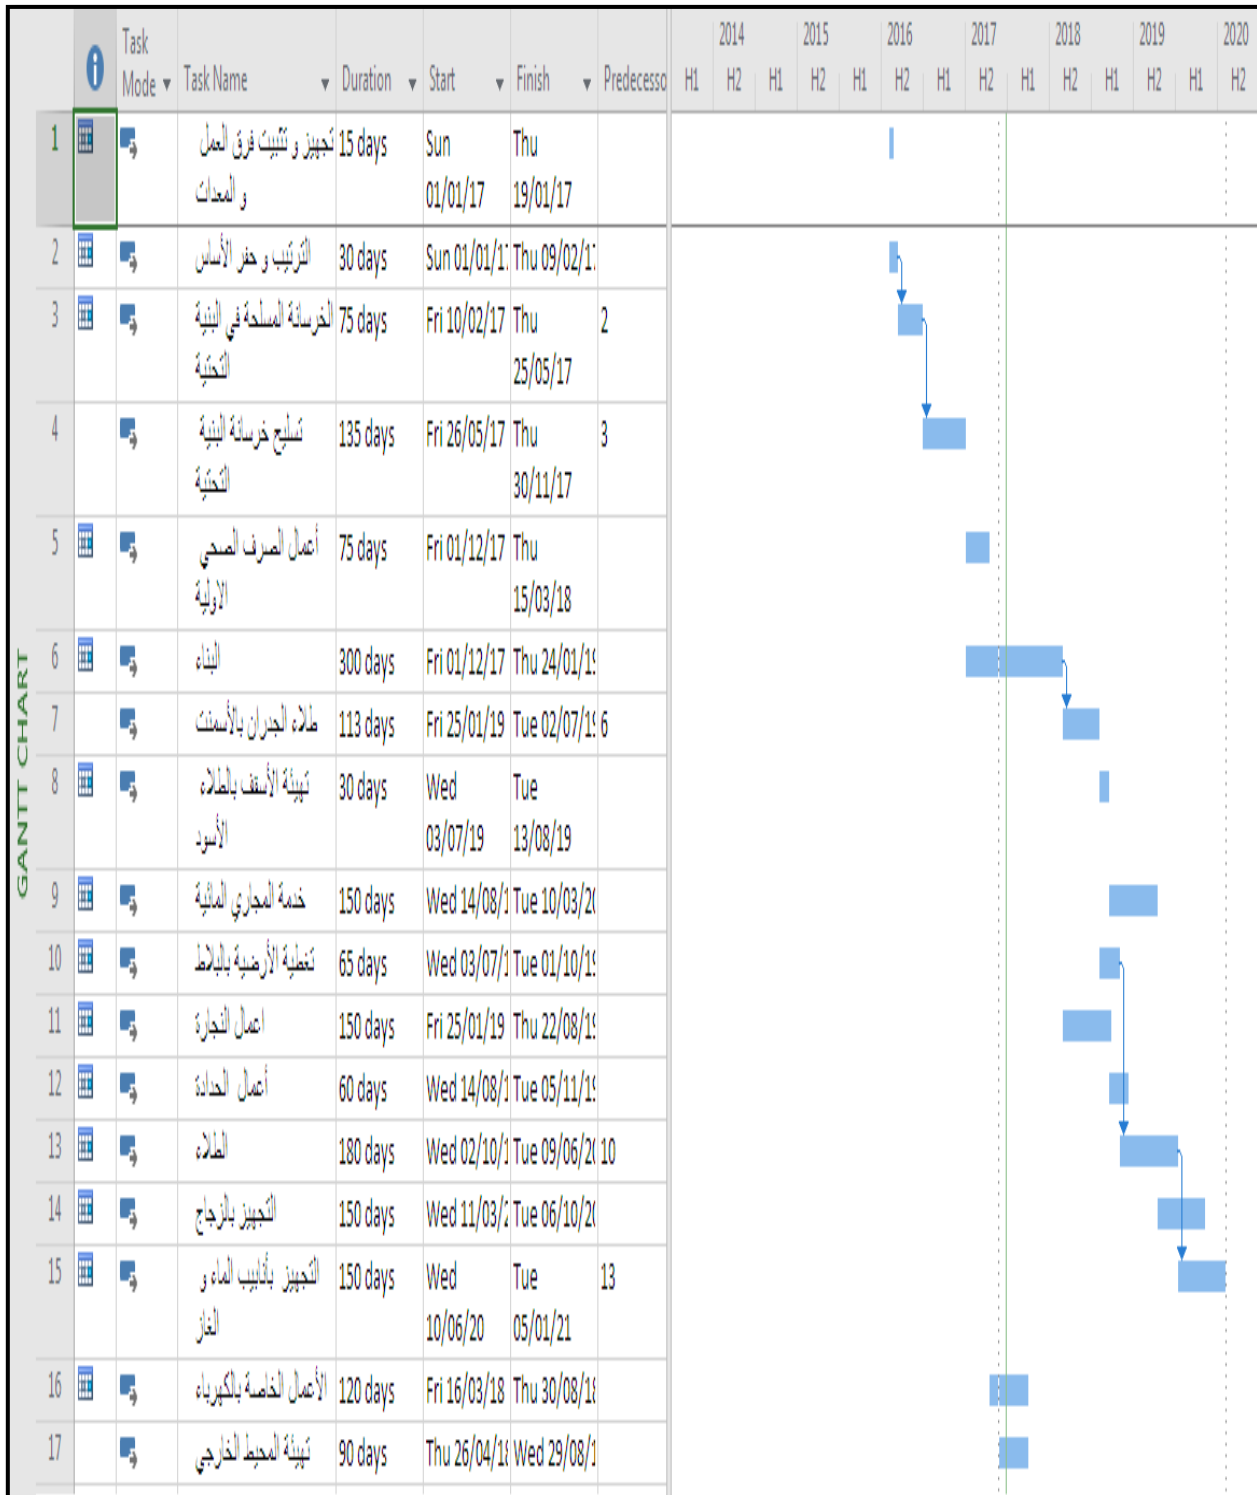 2014 2015 2016 2017 2018 2019 2020
Task
Mode Task Name Duration Start Finish Predecesso H1 H2 H1 H2 H1 H2 H1 H2 H1 H2 H1 H2 H1 H2
GANTT CHART
1 تجهيز و تثبيت فرق العمل 15 days Sun Thu
و المعدات 01/01/17 19/01/17
2 الترتيب و حفر الأساس 30 days Sun 01/01/1 Thu 09/02/1
3 الخرسانة المسلحة في البنية 75 days Fri 10/02/17 Thu 2
التحتية 25/05/17
4 تسليح خرسانة البنية 135 days Fri 26/05/17 Thu 3
التحتية 30/11/17
5 أعمال الصرف الصحي 75 days Fri 01/12/17 Thu
الاولية 15/03/18
6 البناء 300 days Fri 01/12/17 Thu 24/01/19
7 طلاء الجدران بالأسمنت 113 days Fri 25/01/19 Tue 02/07/19 6
8 تهيئة الأسقف بالطلاء 30 days Wed Tue
الأسود 03/07/19 13/08/19
9 خدمة المجاري المائية 150 days Wed 14/08/1 Tue 10/03/20
10 تغطية الأرضية بالبلاط 65 days Wed 03/07/1 Tue 01/10/19
11 اعمال النجارة 150 days Fri 25/01/19 Thu 22/08/19
12 أعمال الحدادة 60 days Wed 14/08/1 Tue 05/11/19
13 الطلاء 180 days Wed 02/10/1 Tue 09/06/20 10
14 التجهيز بالزجاج 150 days Wed 11/03/2 Tue 06/10/20
15 التجهيز بأنابيب الماء و 150 days Wed Tue 13
الغاز 10/06/20 05/01/21
16 الأعمال الخاصة بالكهرباء 120 days Fri 16/03/18 Thu 30/08/18
17 تهيئة المحيط الخارجي 90 days Thu 26/04/18 Wed 29/08/1